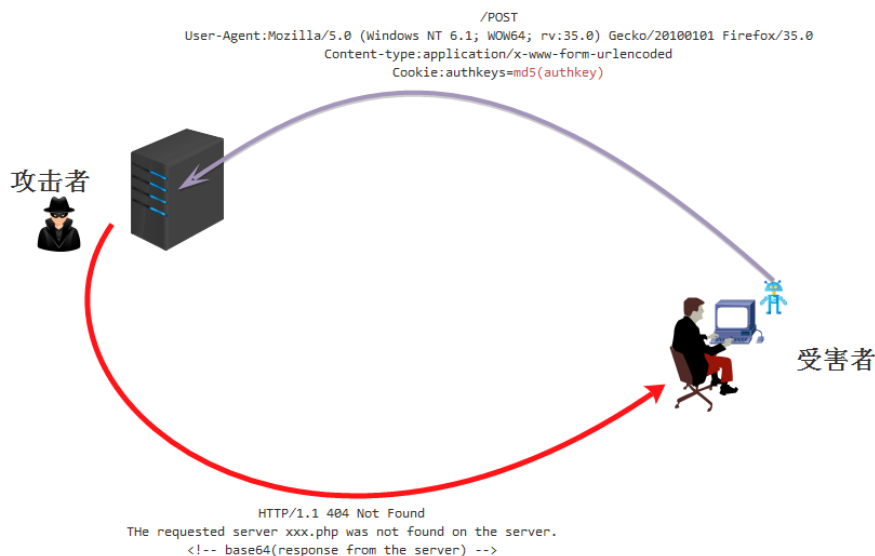 /POST
User-Agent:Mozilla/5.0 (Windows NT 6.1; WOW64; rv:35.0) Gecko/20100101 Firefox/35.0
Content-type:application/x-www-form-urlencoded
Cookie:authkeys=md5(authkey)
攻击者
受害者
HTTP/1.1 404 Not Found
THe requested server xxx.php was not found on the server.
<!-- base64(response from the server) -->